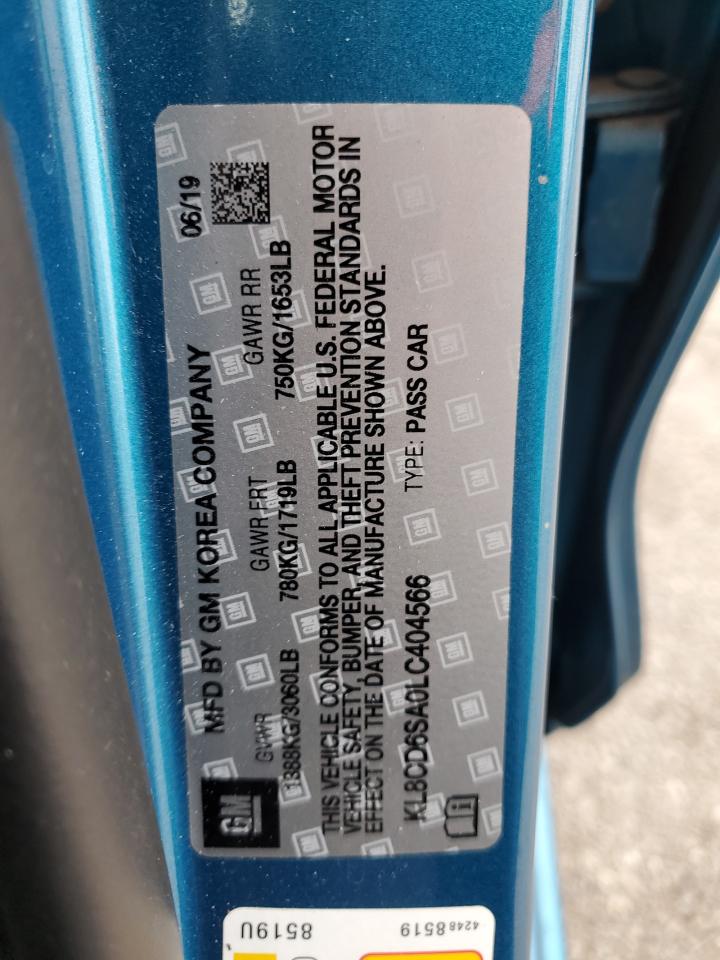 GM
MFD BY GM KOREA COMPANY 06/19
GVWR GAWR FRT GAWR RR
1388KG/3060LB 780KG/1719LB 750KG/1653LB
THIS VEHICLE CONFORMS TO ALL APPLICABLE U.S. FEDERAL MOTOR
VEHICLE SAFETY, BUMPER, AND THEFT PREVENTION STANDARDS IN
EFFECT ON THE DATE OF MANUFACTURE SHOWN ABOVE.
KL8CD6SA0LC404566 TYPE: PASS CAR
42488519 8519U